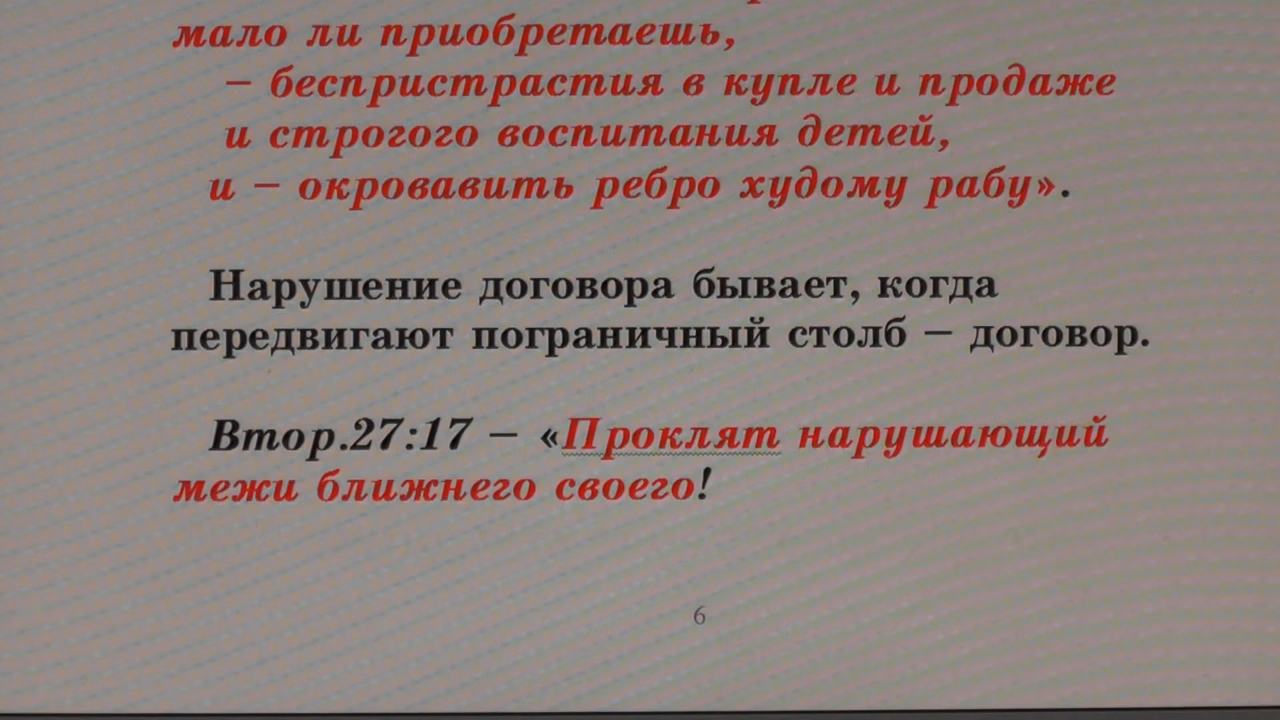 мало ли приобретаешь,
– беспристрастия в купле и продаже
и строгого воспитания детей,
и – окровавить ребро худому рабу».
Нарушение договора бывает, когда
передвигают пограничный столб – договор.
Втор.27:17 – «Проклят нарушающий
межи ближнего своего!
6